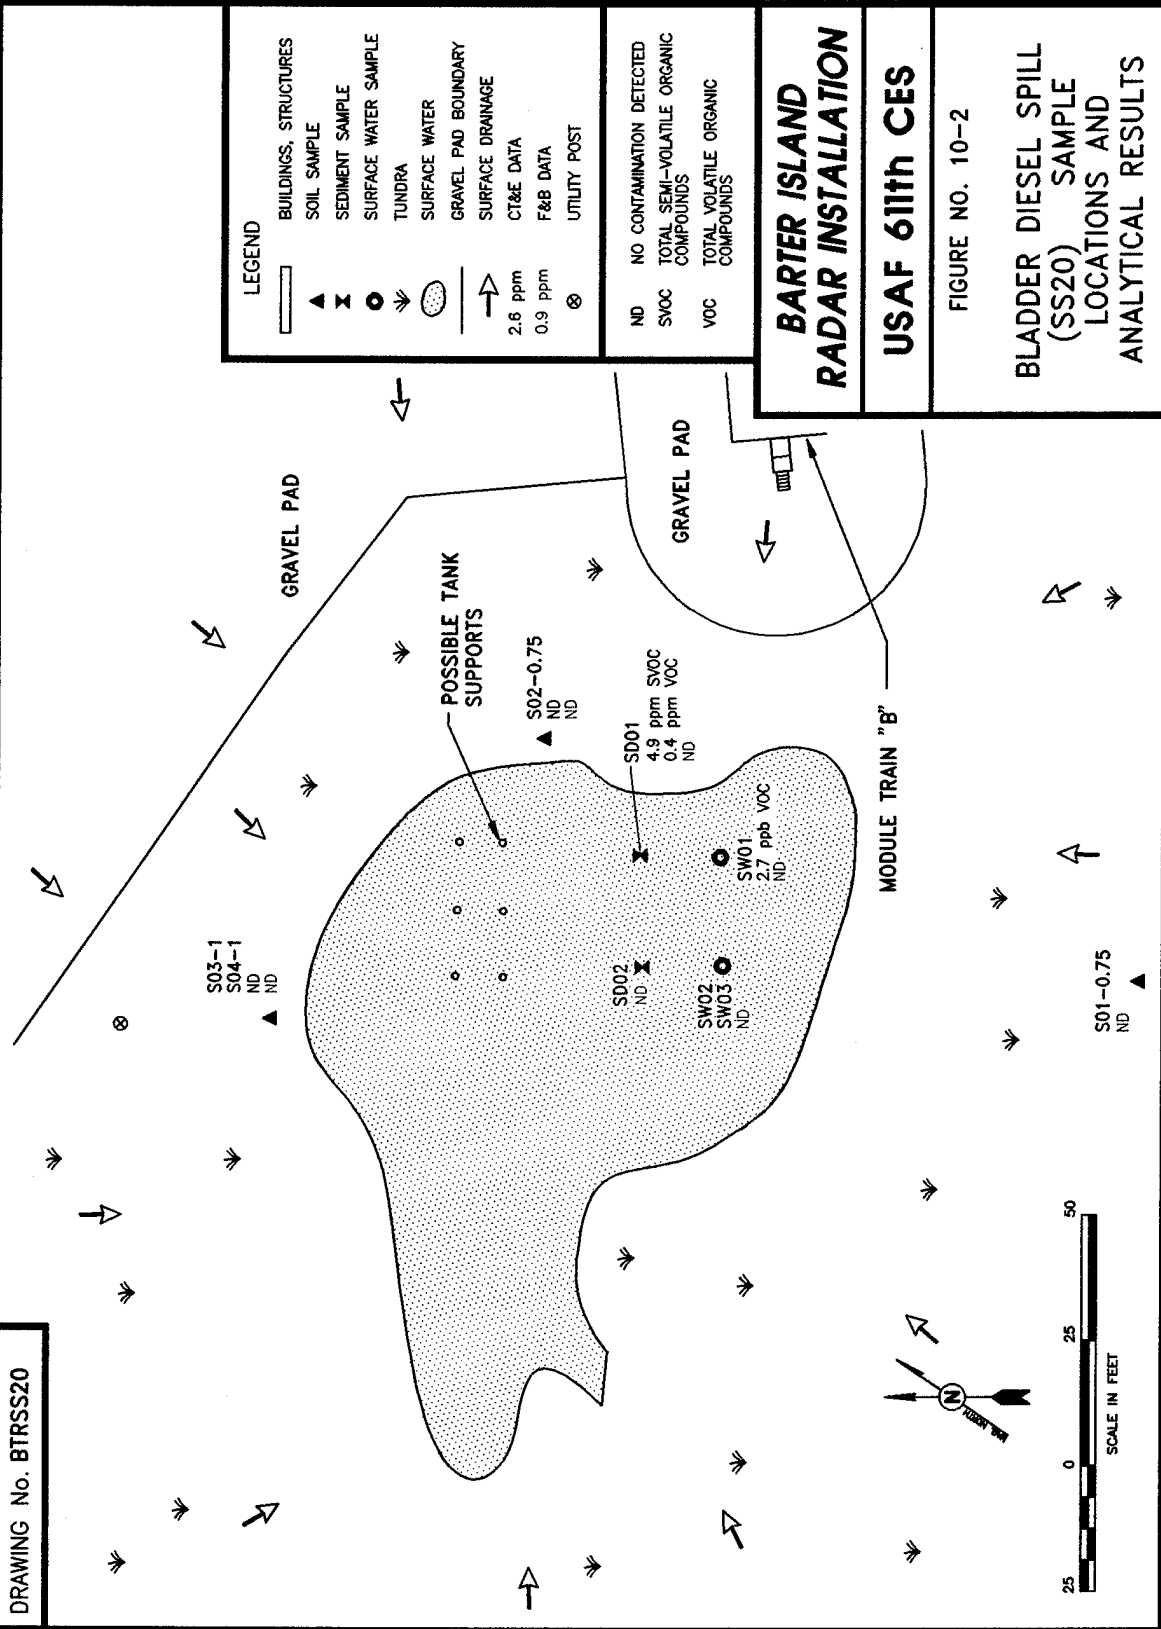 DRAWING No. BTRSS20
LEGEND
BUILDINGS, STRUCTURES
SOIL SAMPLE
SEDIMENT SAMPLE
SURFACE WATER SAMPLE
TUNDRA
SURFACE WATER
GRAVEL PAD BOUNDARY
SURFACE DRAINAGE
2.6 ppm CT&E DATA
0.9 ppm F&B DATA
UTILITY POST
ND NO CONTAMINATION DETECTED
SVOC TOTAL SEMI-VOLATILE ORGANIC
COMPOUNDS
VOC TOTAL VOLATILE ORGANIC
COMPOUNDS
BARTER ISLAND
RADAR INSTALLATION
USAF 611th CES
FIGURE NO. 10-2
BLADDER DIESEL SPILL
(SS20) SAMPLE
LOCATIONS AND
ANALYTICAL RESULTS
GRAVEL PAD
GRAVEL PAD
POSSIBLE TANK
SUPPORTS
S03-1
S04-1
ND
ND
S02-0.75
ND
ND
SD01
4.9 ppm SVOC
0.4 ppm VOC
ND
SD02
ND
SW01
2.7 ppb VOC
ND
SW02
SW03
ND
MODULE TRAIN "B"
S01-0.75
ND
N
25 0 25 50
SCALE IN FEET